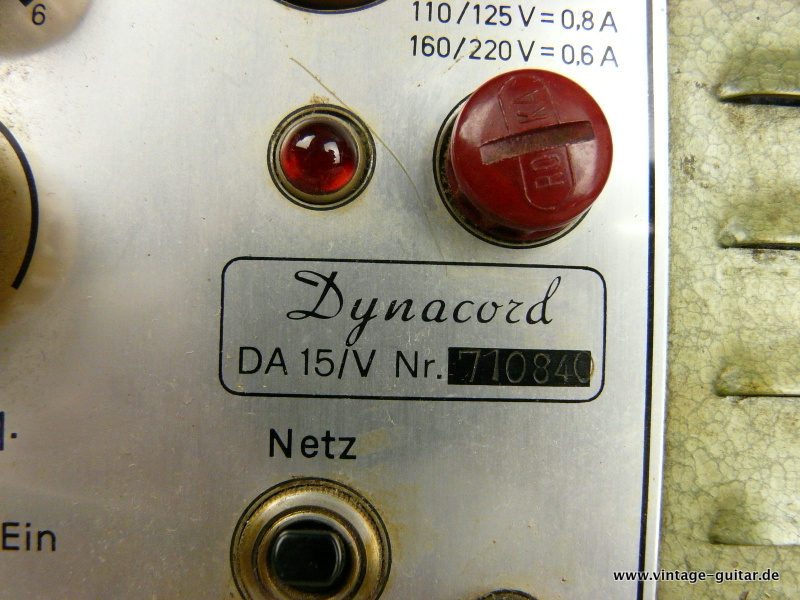 6
110/125 V = 0,8 A
160/220 V = 0,6 A
ROKA
Dynacord
DA 15/V Nr. 710840
Netz
Ein
www.vintage-guitar.de